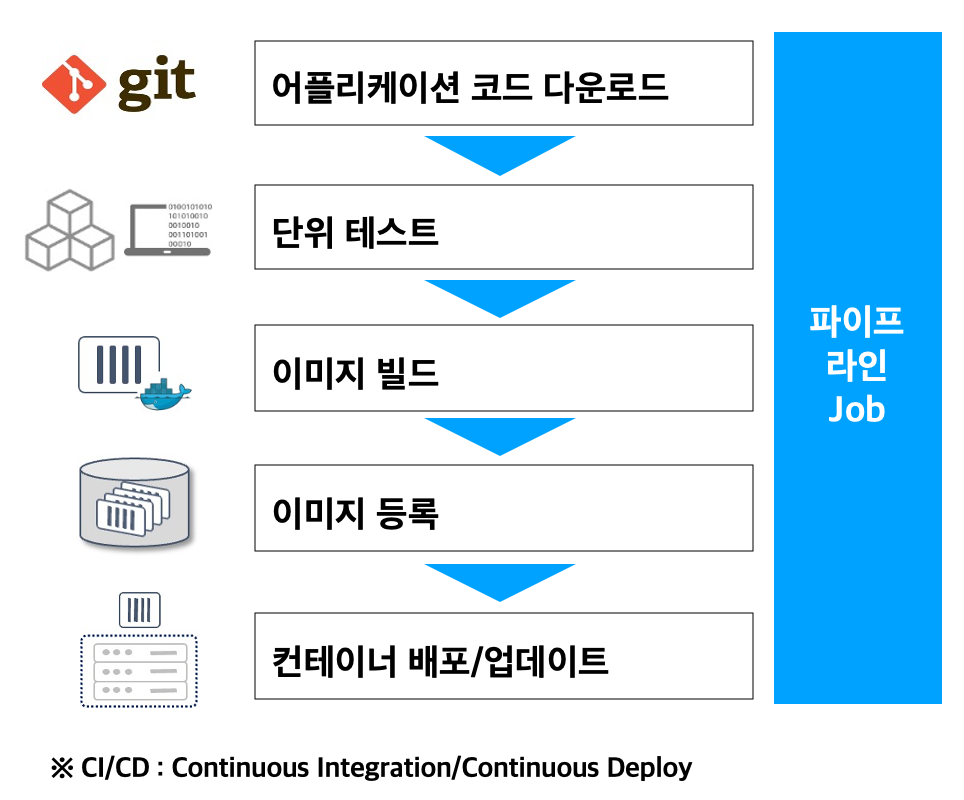 git
어플리케이션 코드 다운로드
0100101010
101010010
0010010
001101001
00010
단위 테스트
이미지 빌드
이미지 등록
컨테이너 배포/업데이트
파이프
라인
Job
※ CI/CD : Continuous Integration/Continuous Deploy